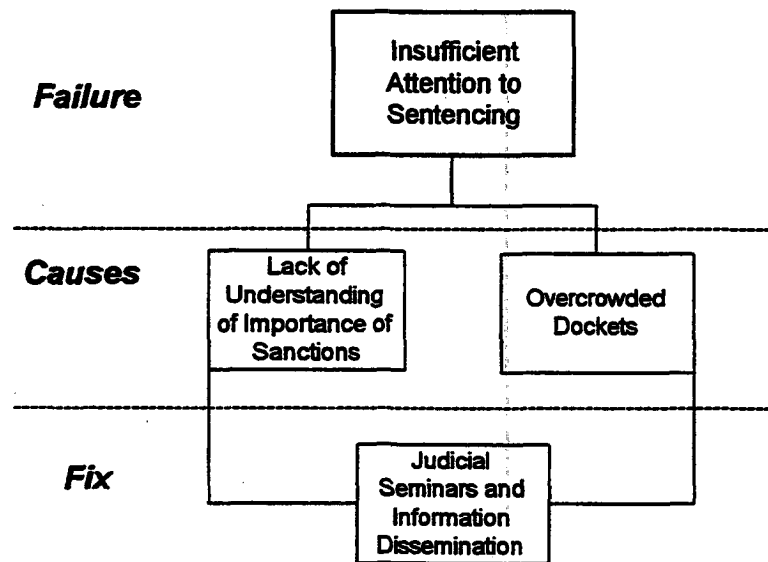 Failure
Insufficient
Attention to
Sentencing
Causes
Lack of
Understanding
of Importance of
Sanctions
Overcrowded
Dockets
Fix
Judicial
Seminars and
Information
Dissemination